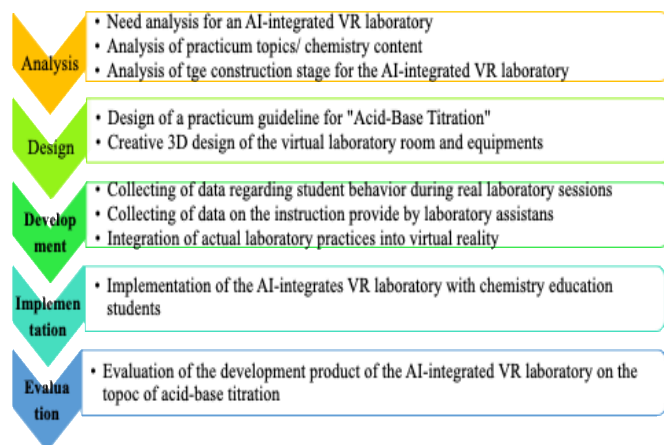 Analysis
• Need analysis for an AI-integrated VR laboratory
• Analysis of practicum topics/ chemistry content
• Analysis of tge construction stage for the AI-integrated VR laboratory
Design
• Design of a practicum guideline for "Acid-Base Titration"
• Creative 3D design of the virtual laboratory room and equipments
Develop
ment
• Collecting of data regarding student behavior during real laboratory sessions
• Collecting of data on the instruction provide by laboratory assistans
• Integration of actual laboratory practices into virtual reality
Implemen
tation
• Implementation of the AI-integrates VR laboratory with chemistry education
students
Evalua
tion
• Evaluation of the development product of the AI-integrated VR laboratory on the
topoc of acid-base titration